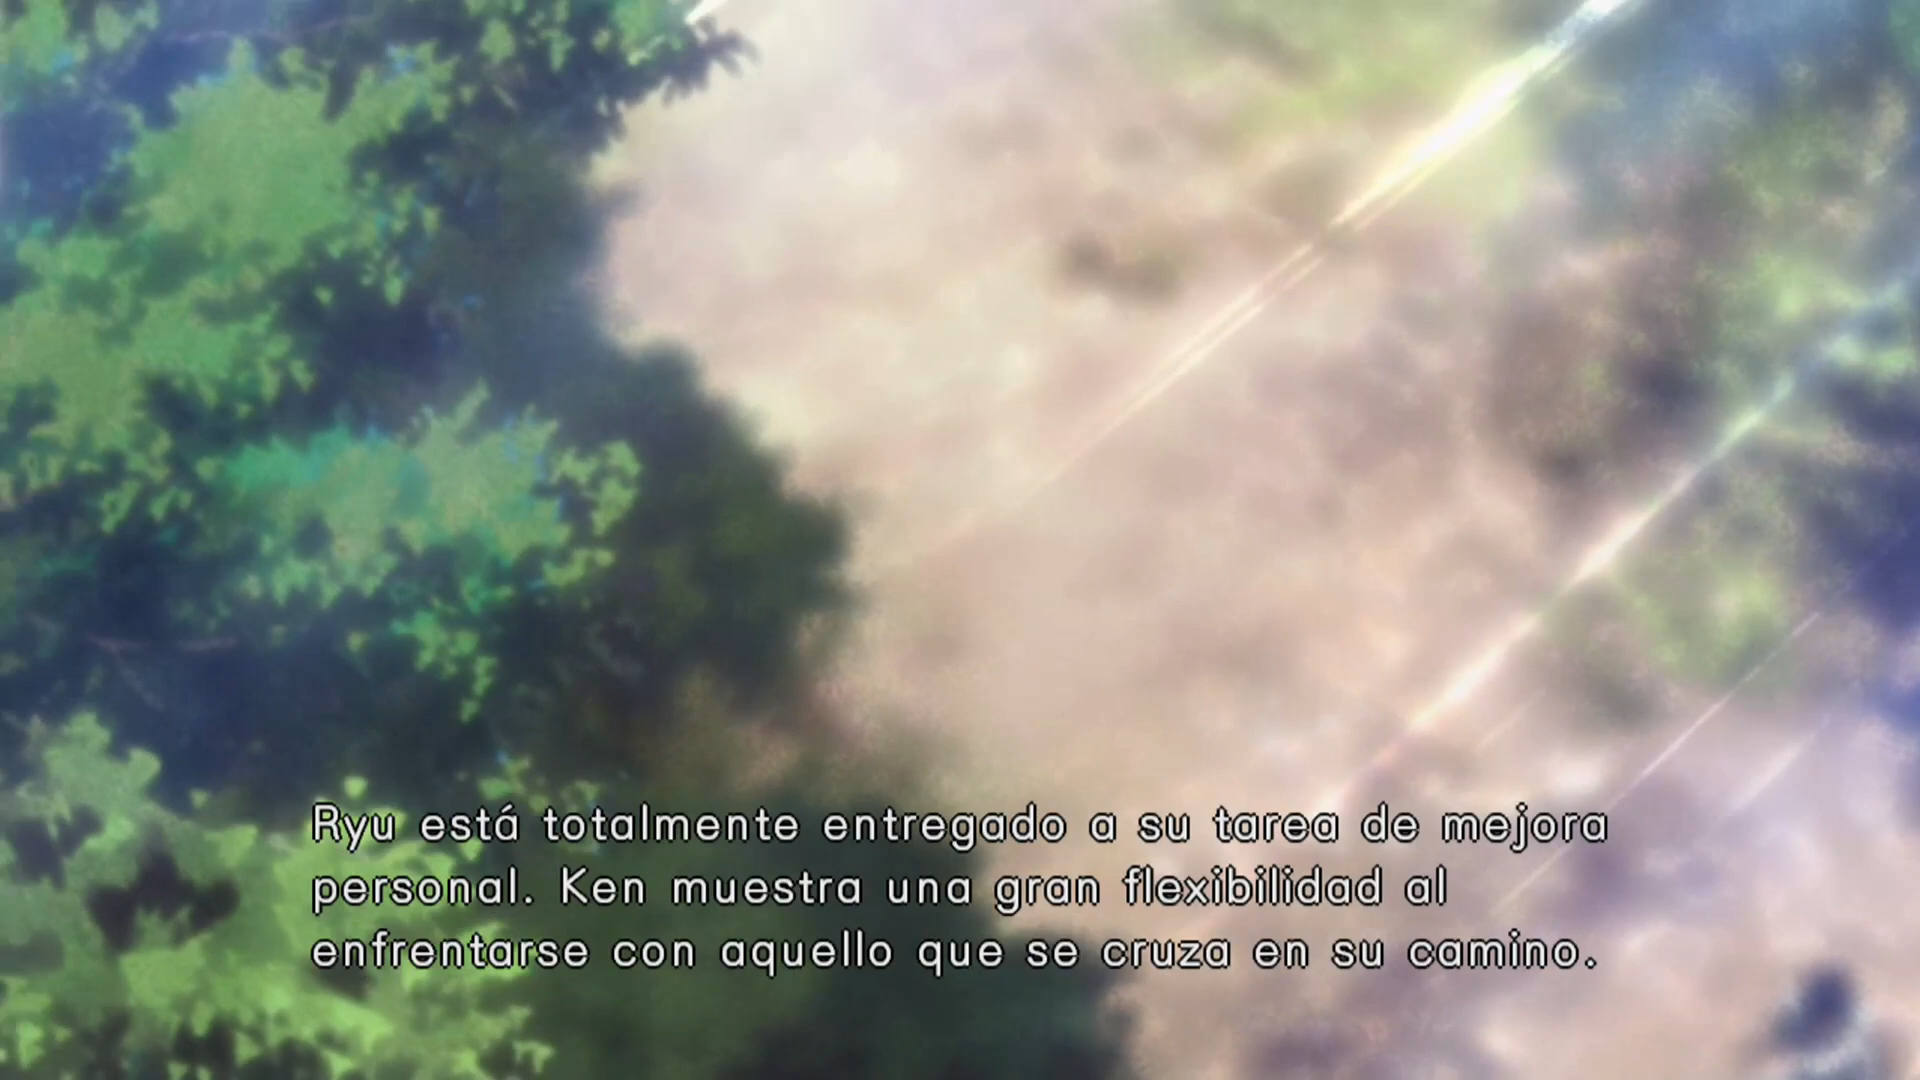 Ryu está totalmente entregado a su tarea de mejora
personal. Ken muestra una gran flexibilidad al
enfrentarse con aquello que se cruza en su camino.